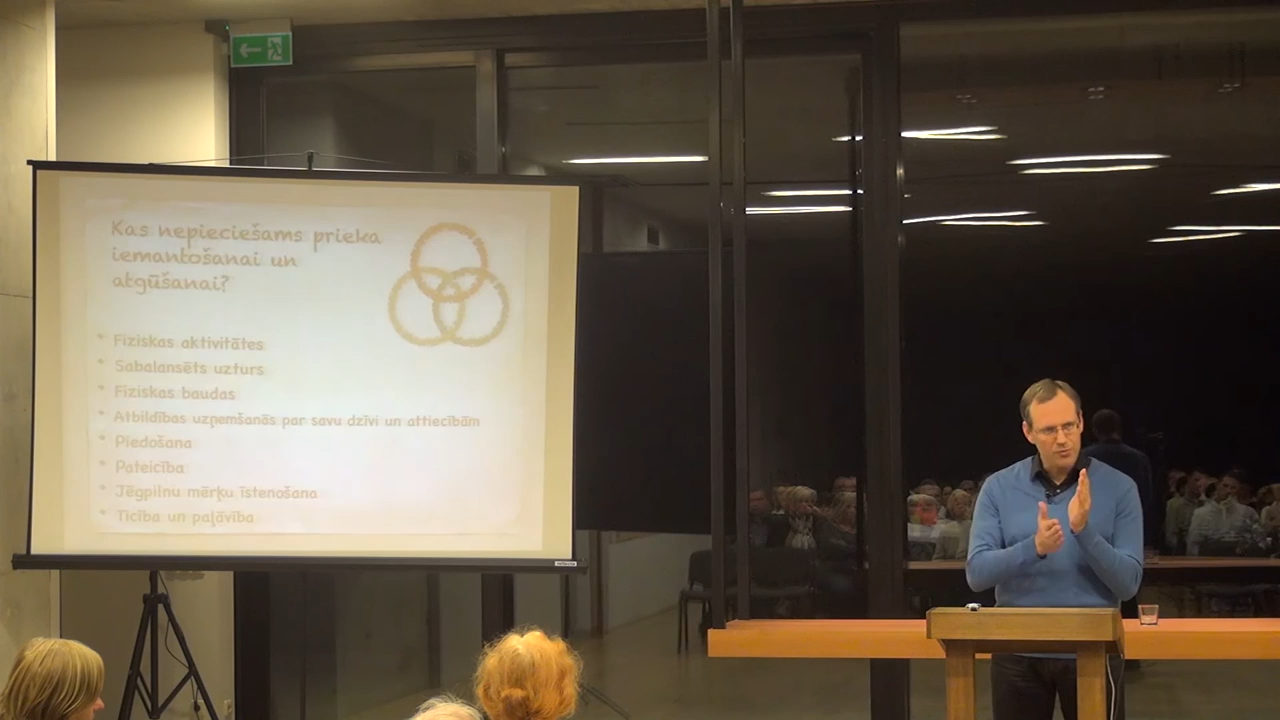 Kas nepieciešams prieka
iemantošanai un
atgūšanai?
* Fiziskas aktivitātes
* Sabalansēts uzturs
* Fiziskas baudas
* Atbildības uzņemšanās par savu dzīvi un attiecībām
* Piedošana
* Pateicība
* Jēgpilnu mērķu īstenošana
* Ticība un paļāvība